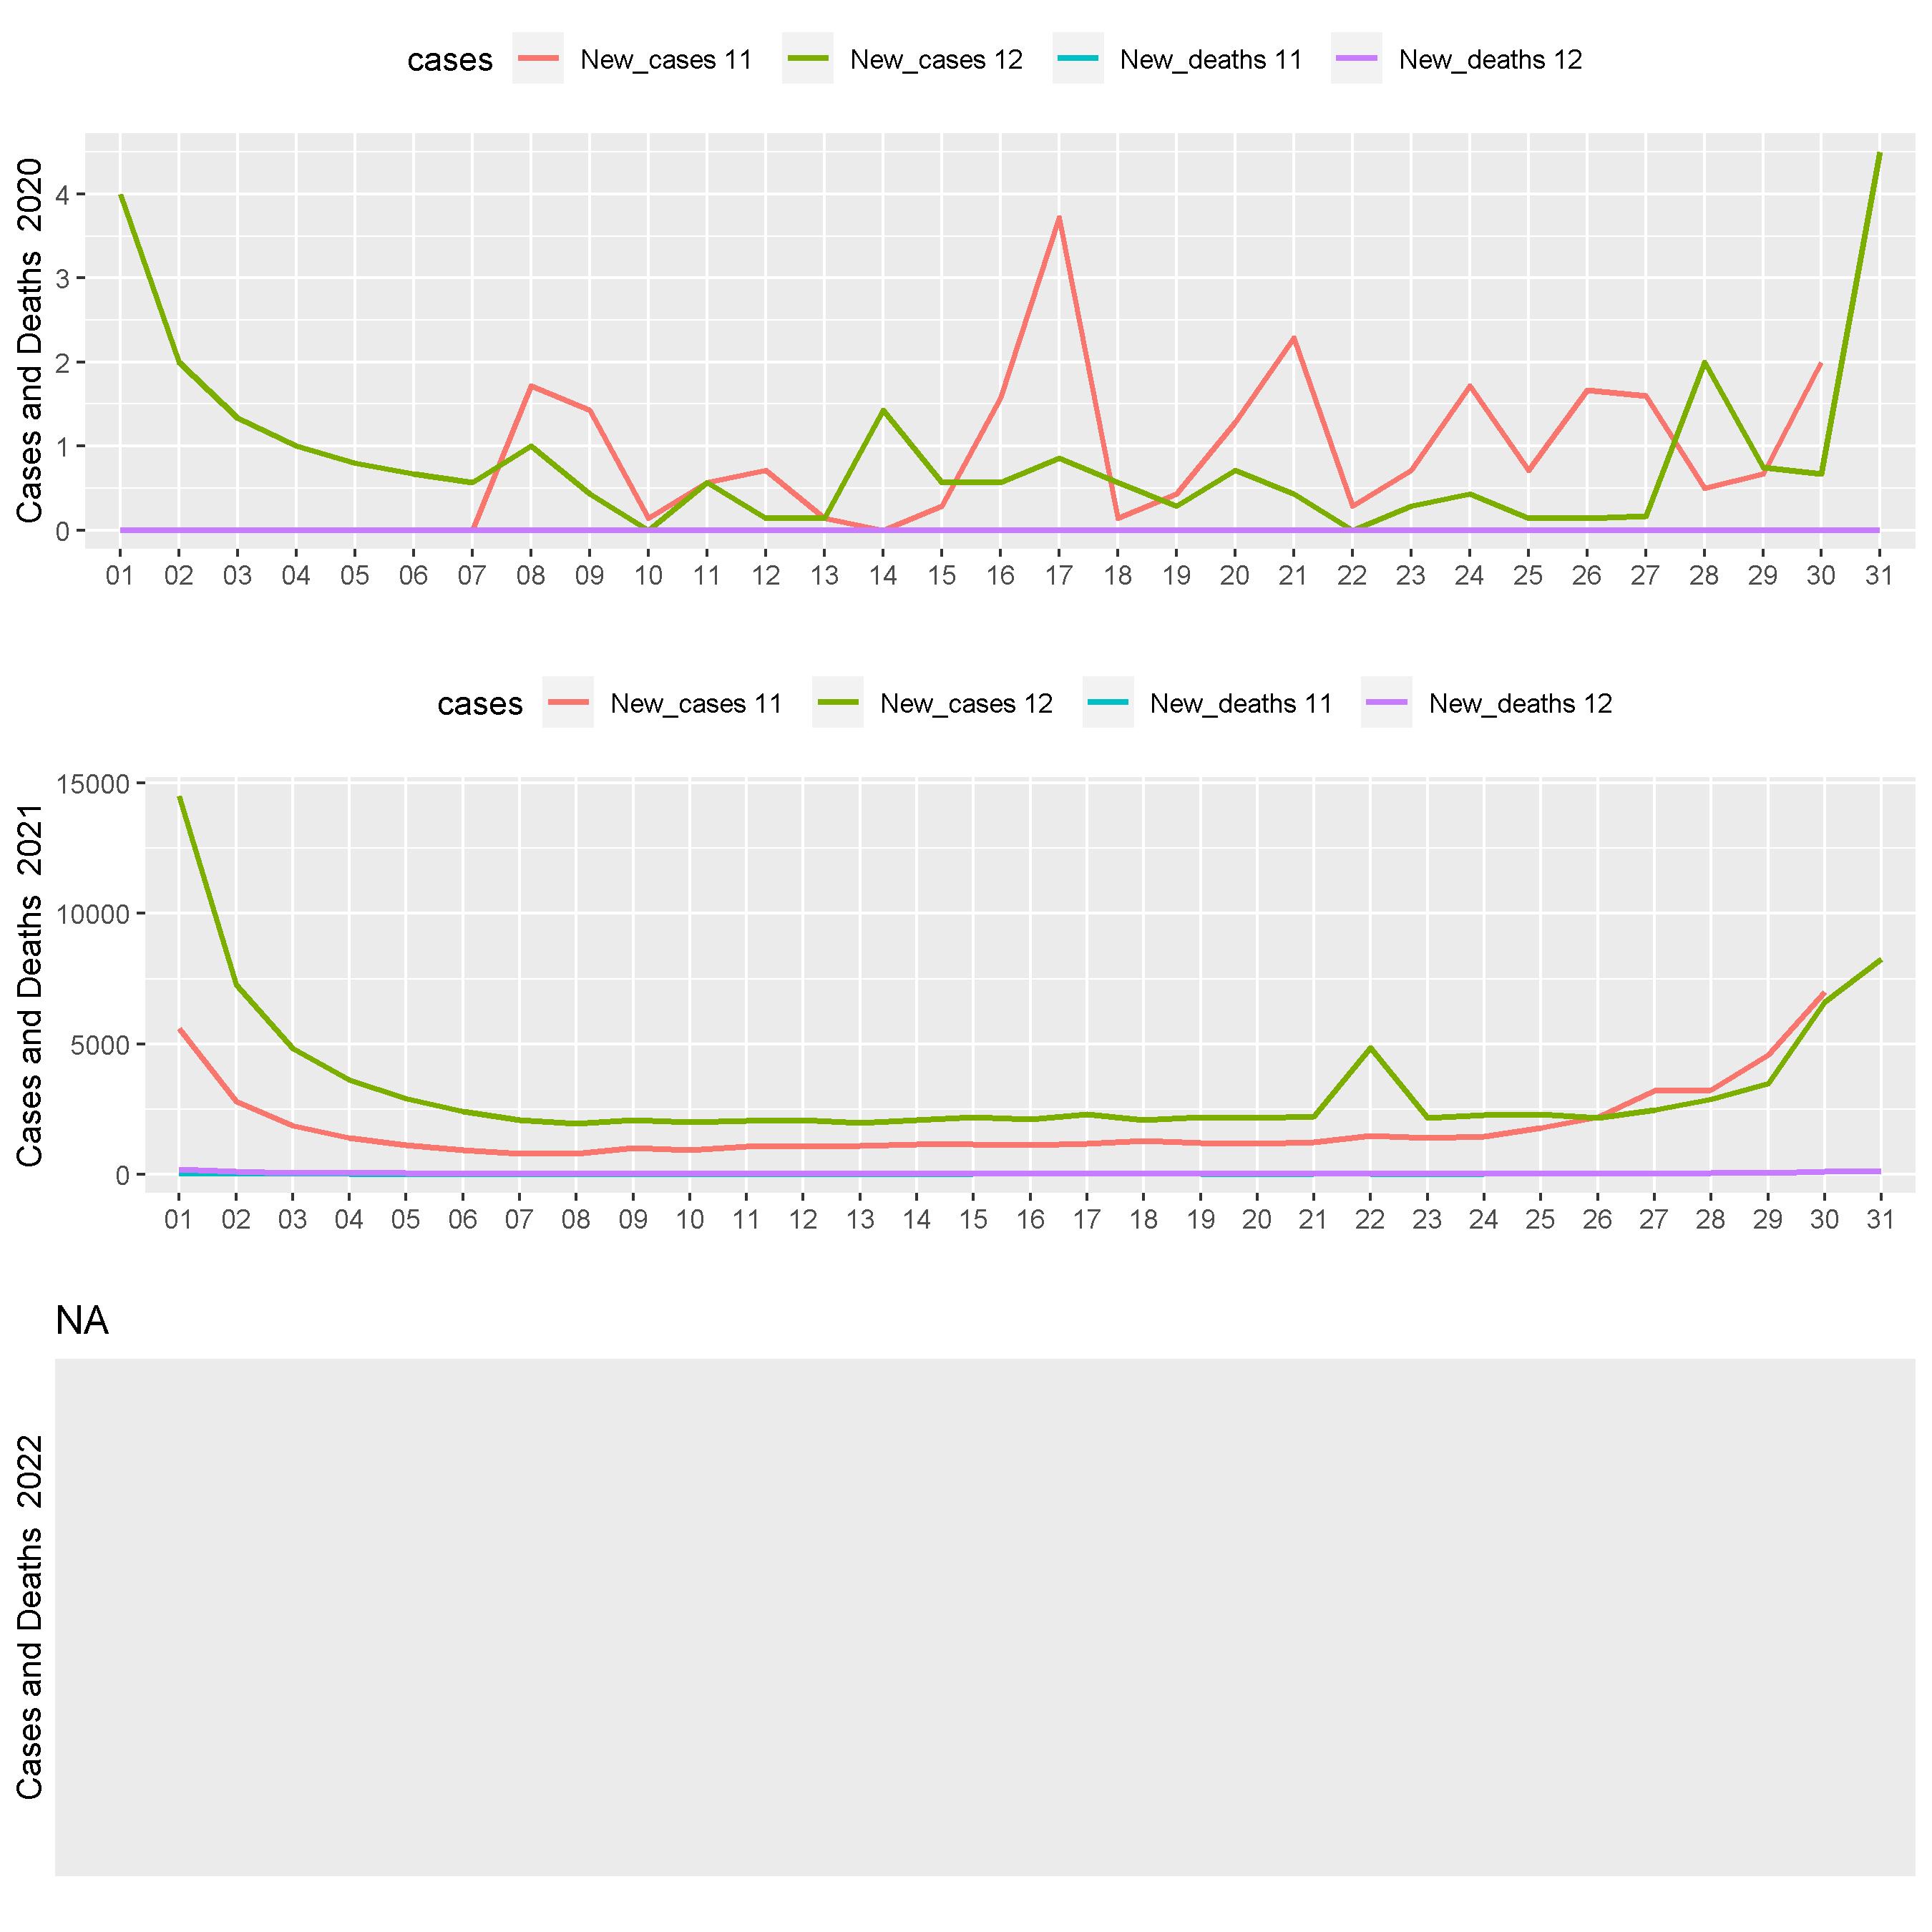 cases New_cases 11 New_cases 12 New_deaths 11 New_deaths 12
Cases and Deaths 2020
4
3
2
1
0
01 02 03 04 05 06 07 08 09 10 11 12 13 14 15 16 17 18 19 20 21 22 23 24 25 26 27 28 29 30 31
cases New_cases 11 New_cases 12 New_deaths 11 New_deaths 12
Cases and Deaths 2021
15000
10000
5000
0
01 02 03 04 05 06 07 08 09 10 11 12 13 14 15 16 17 18 19 20 21 22 23 24 25 26 27 28 29 30 31
NA
Cases and Deaths 2022